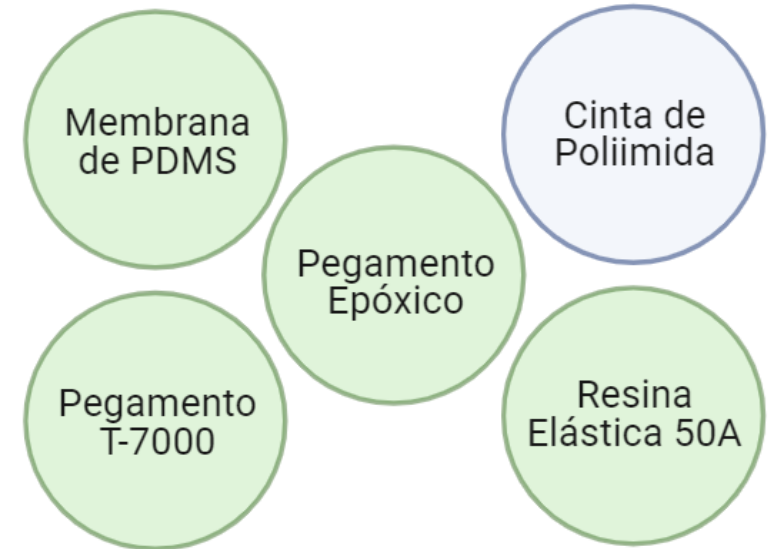 Membrana
de PDMS
Cinta de
Poliimida
Pegamento
Epóxico
Pegamento
T-7000
Resina
Elástica 50A